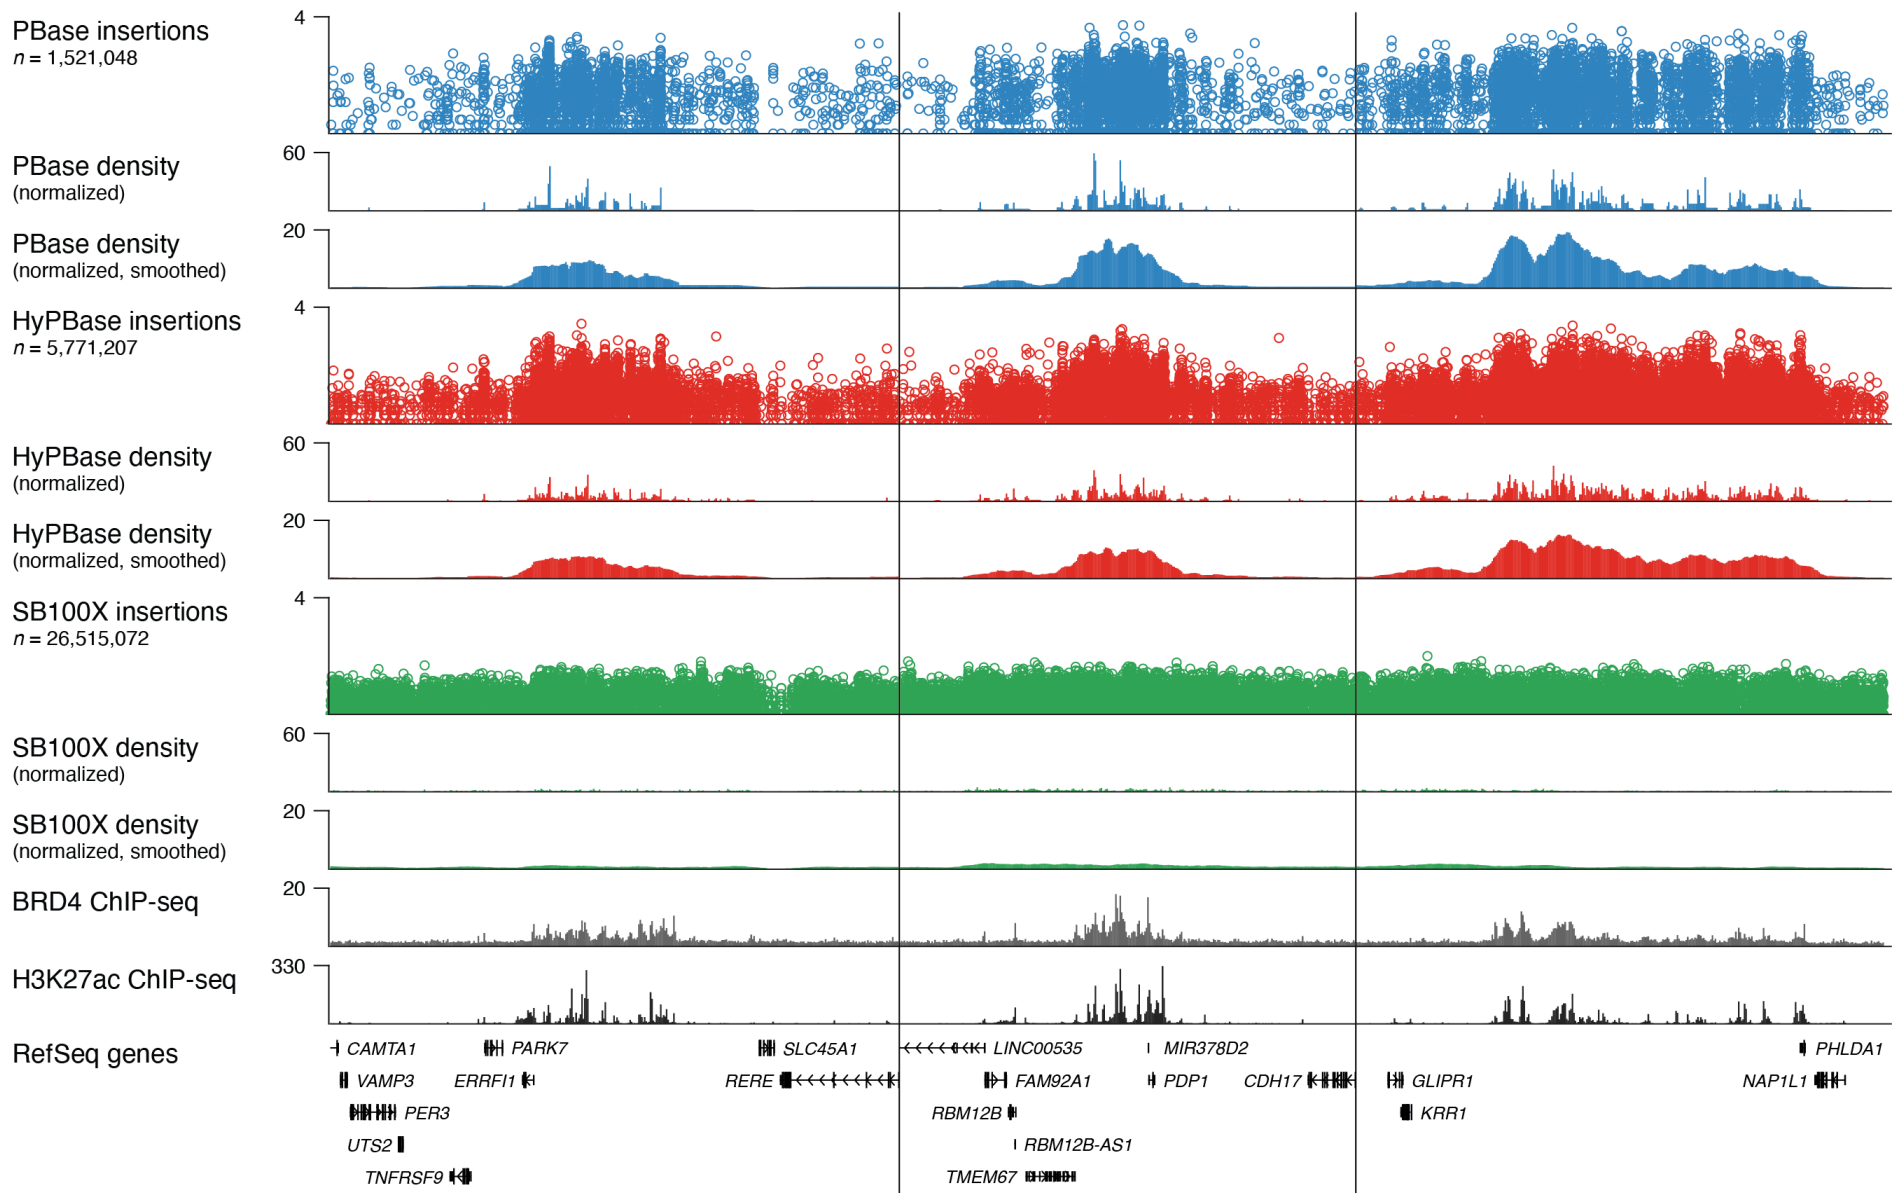 PBase insertions
n = 1,521,048
4
PBase density
(normalized)
60
PBase density
(normalized, smoothed)
20
HyPBase insertions
n = 5,771,207
4
HyPBase density
(normalized)
60
HyPBase density
(normalized, smoothed)
20
SB100X insertions
n = 26,515,072
4
SB100X density
(normalized)
60
SB100X density
(normalized, smoothed)
20
BRD4 ChIP-seq
20
H3K27ac ChIP-seq
330
RefSeq genes
CAMTA1 PARK7 SLC45A1 LINC00535 MIR378D2 PHLDA1
VAMP3 ERRFI1 RERE FAM92A1 PDP1 CDH17 GLIPR1 NAP1L1
PER3 RBM12B KRR1
UTS2 RBM12B-AS1
TNFRSF9 TMEM67